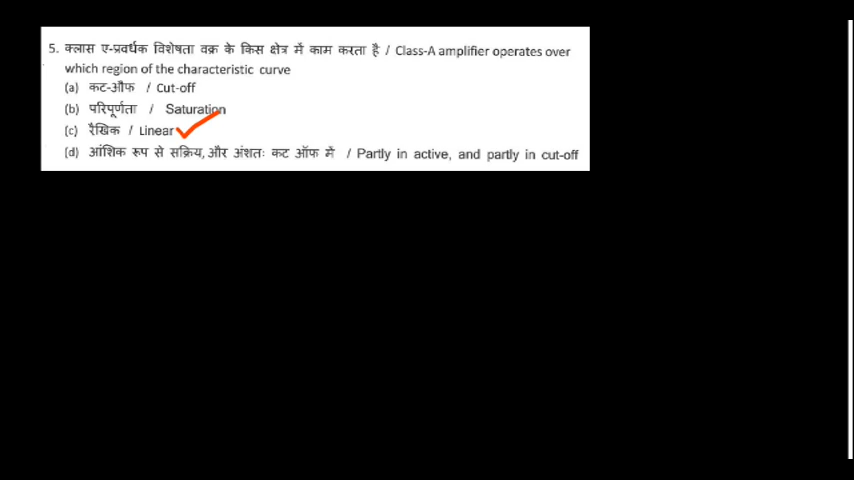 5. क्लास ए-प्रवर्धक विशेषता वक्र के किस क्षेत्र में काम करता है / Class-A amplifier operates over
which region of the characteristic curve
(a) कट-औफ / Cut-off
(b) परिपूर्णता / Saturation
(c) रैखिक / Linear
(d) आंशिक रूप से सक्रिय, और अंशतः कट ऑफ में / Partly in active, and partly in cut-off